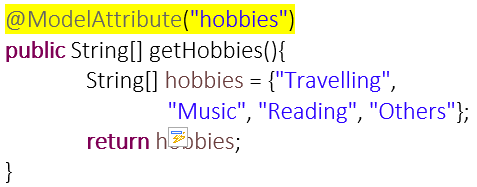 @ModelAttribute("hobbies")
public String[] getHobbies(){
String[] hobbies = {"Travelling",
"Music", "Reading", "Others"};
return hobbies;
}